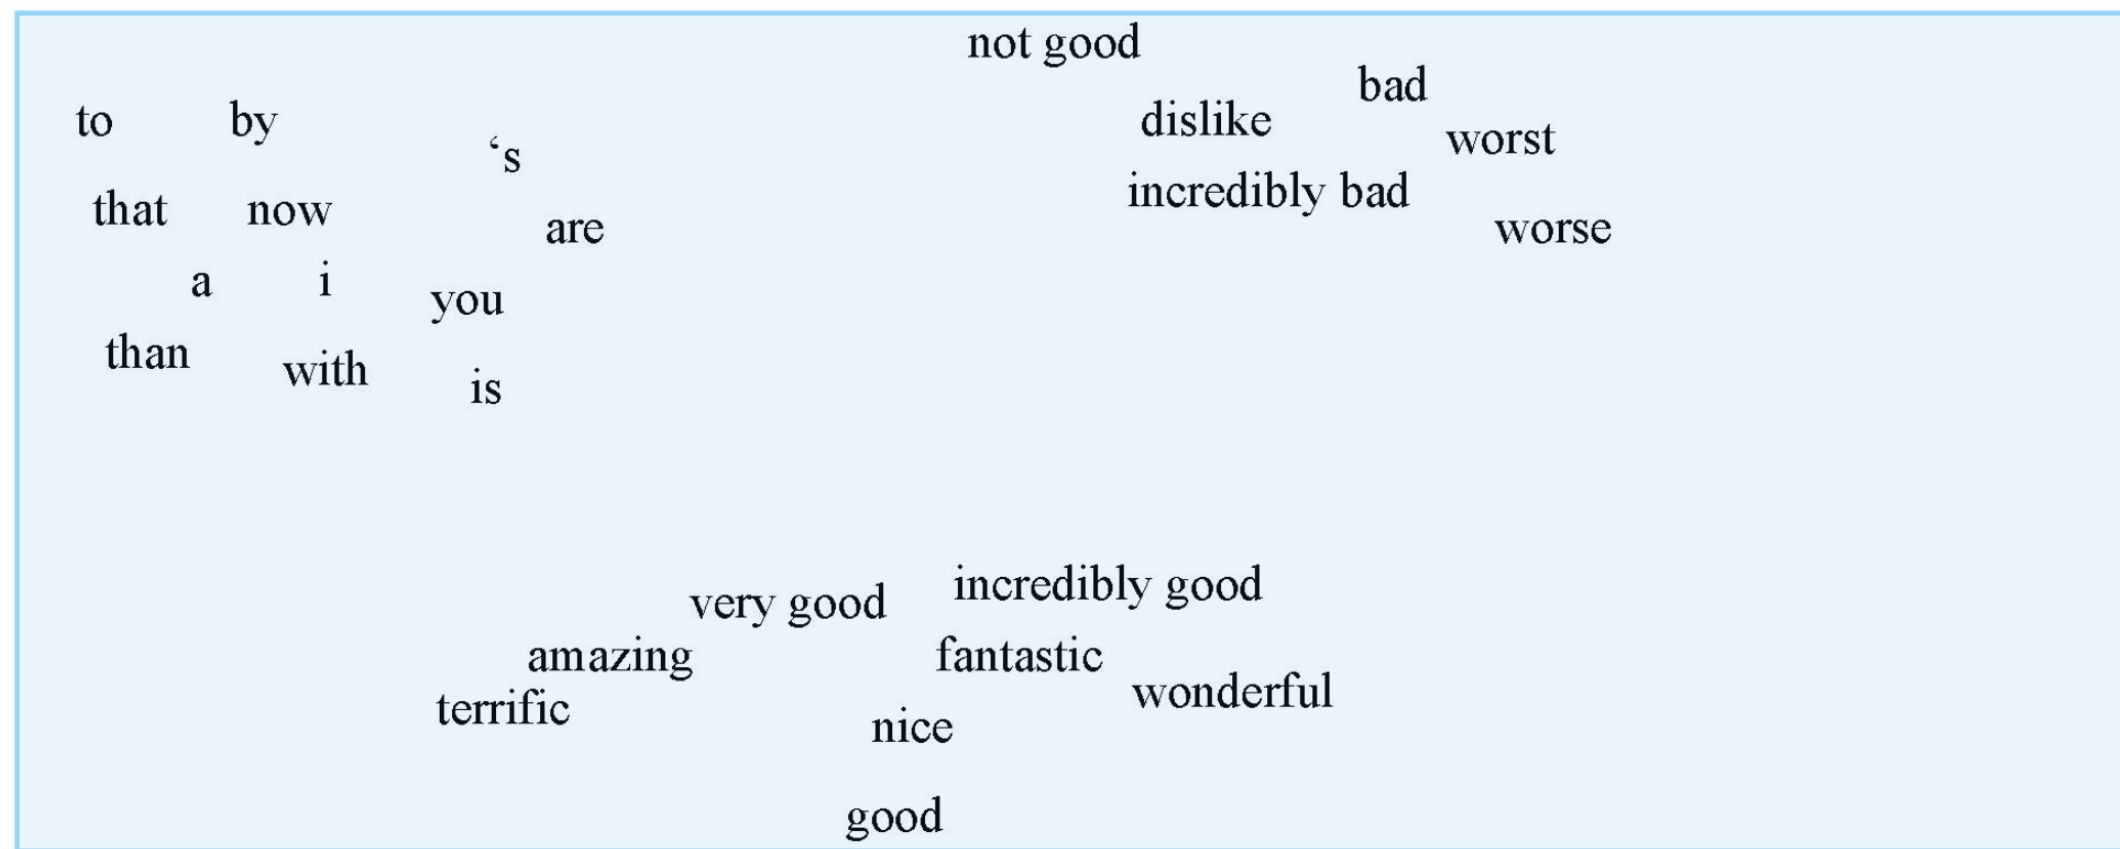 not good
bad
to by dislike
‘s worst
that now incredibly bad
are worse
a i you
than with is
very good incredibly good
amazing fantastic
terrific wonderful
nice
good